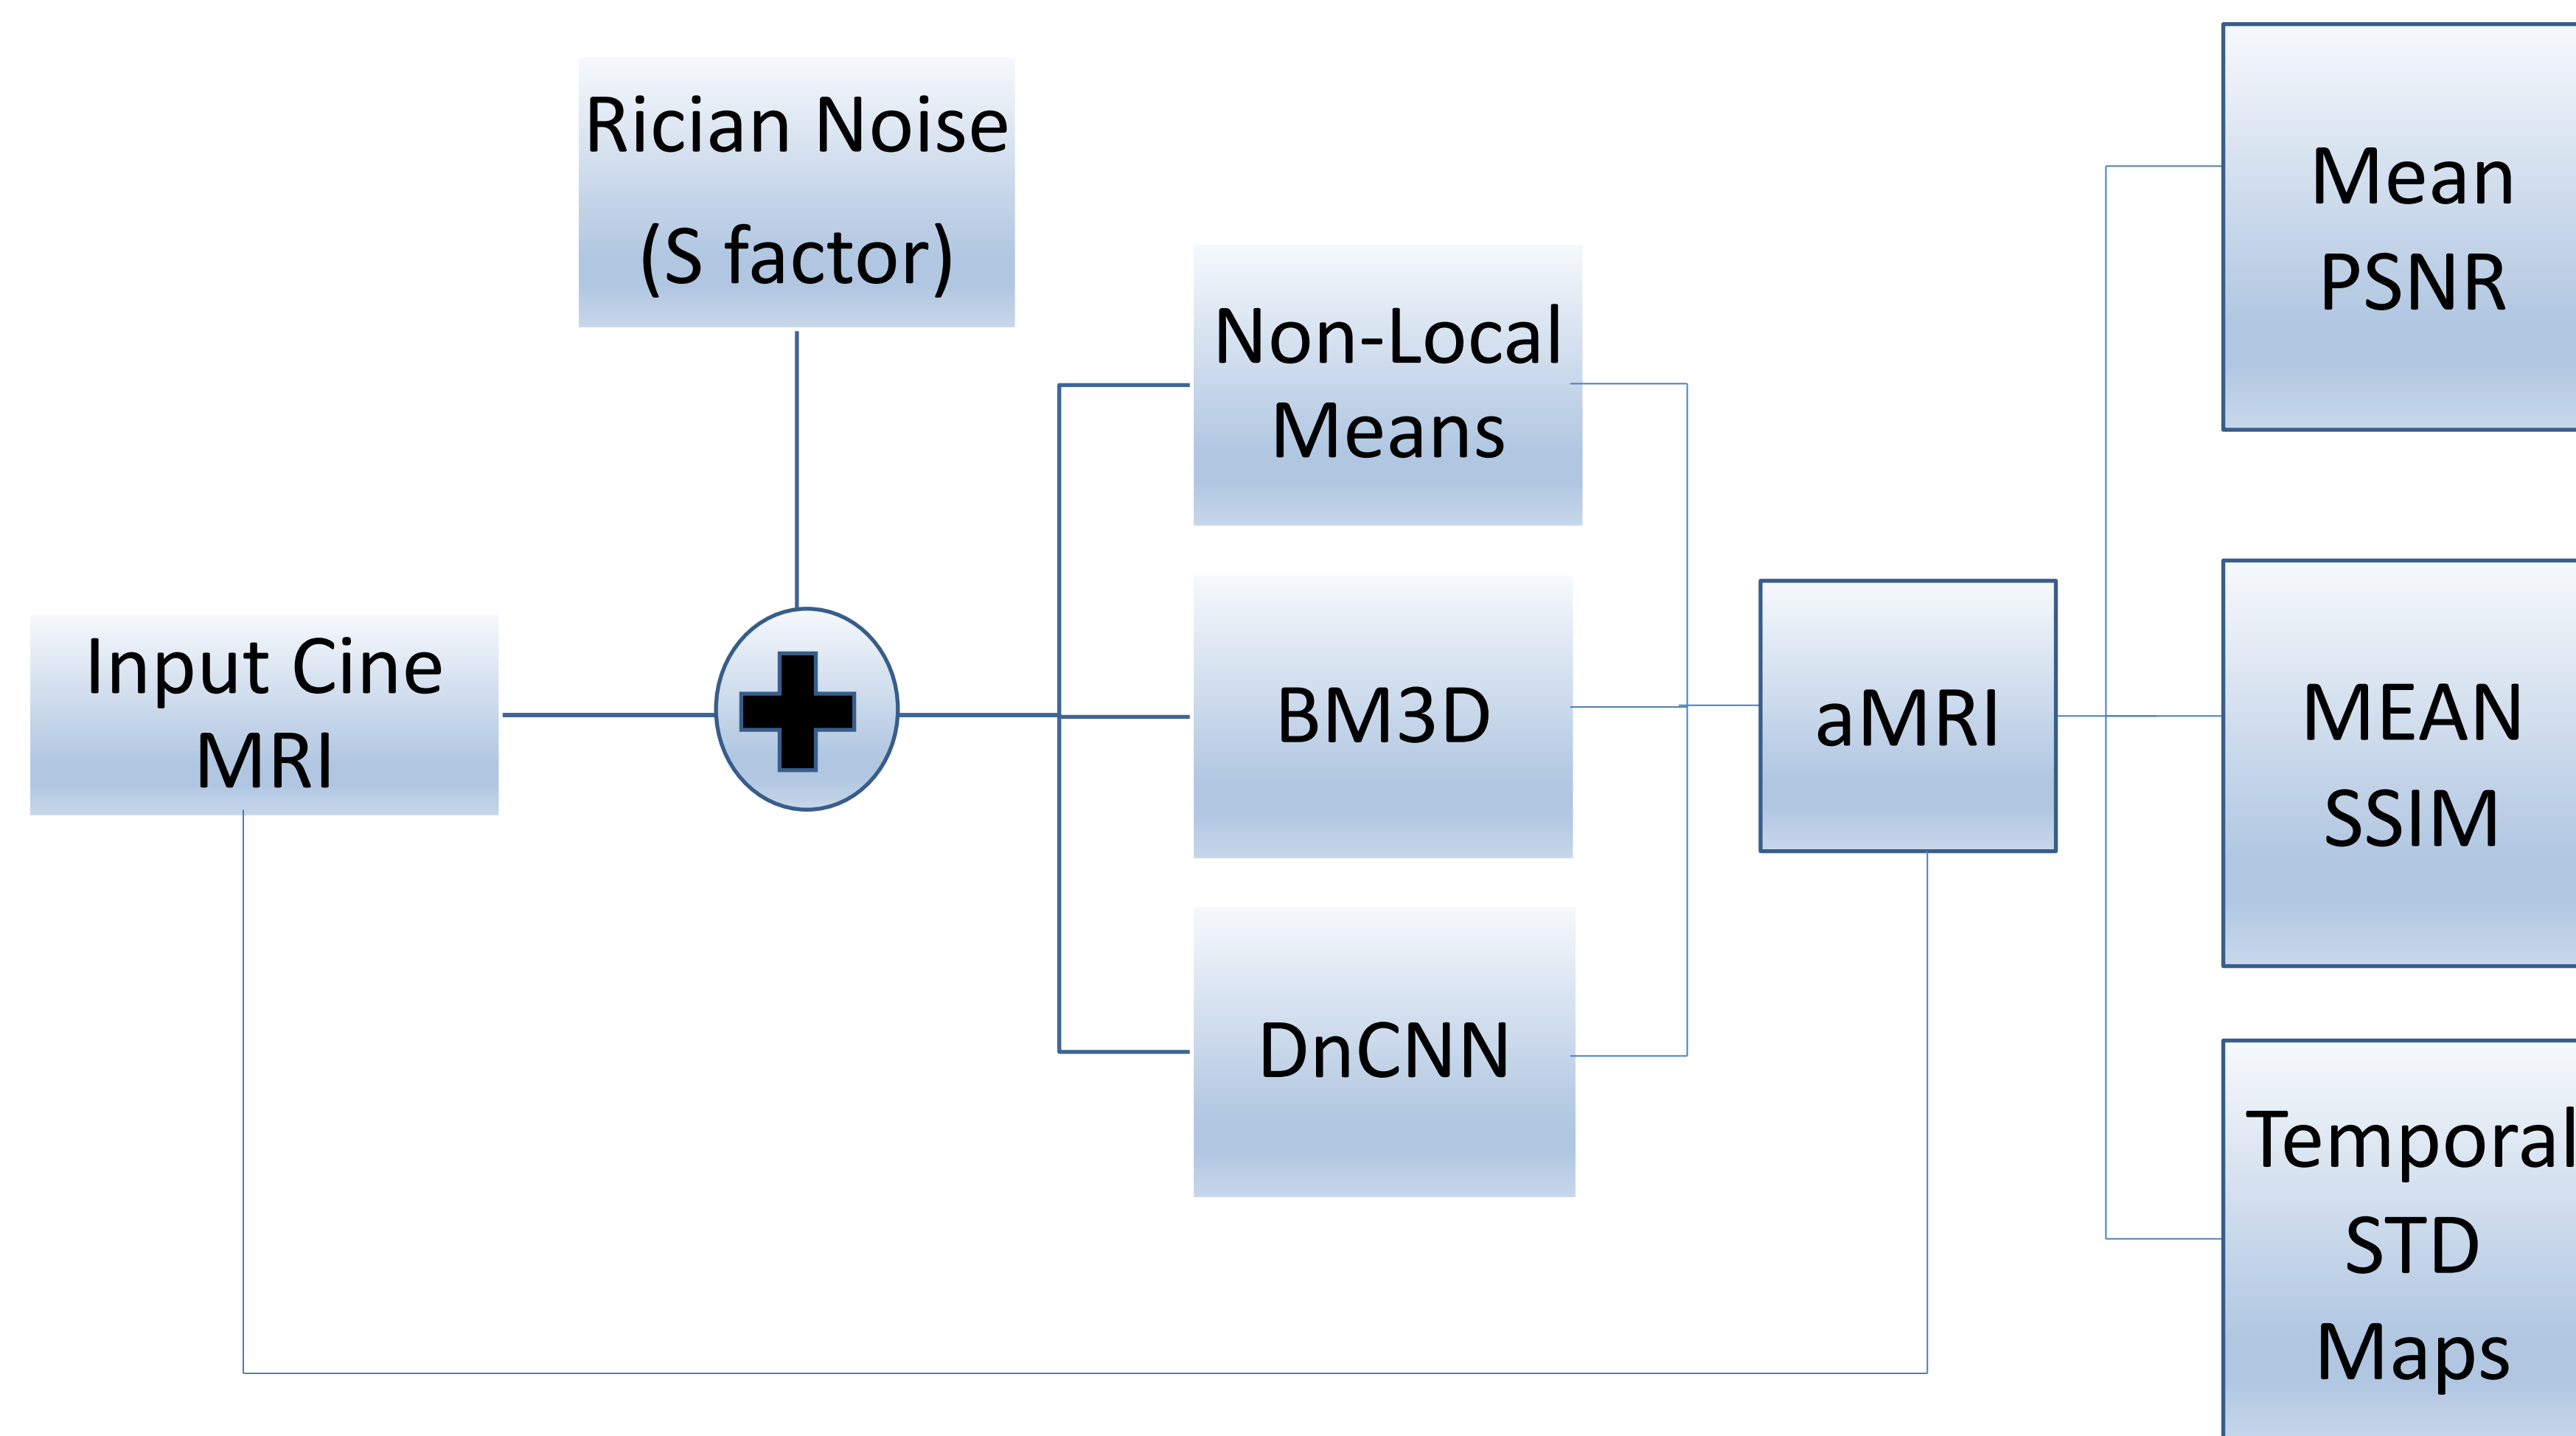 Rician Noise
(S factor)
Input Cine
MRI
Non-Local
Means
BM3D
DnCNN
aMRI
Mean
PSNR
MEAN
SSIM
Temporal
STD
Maps